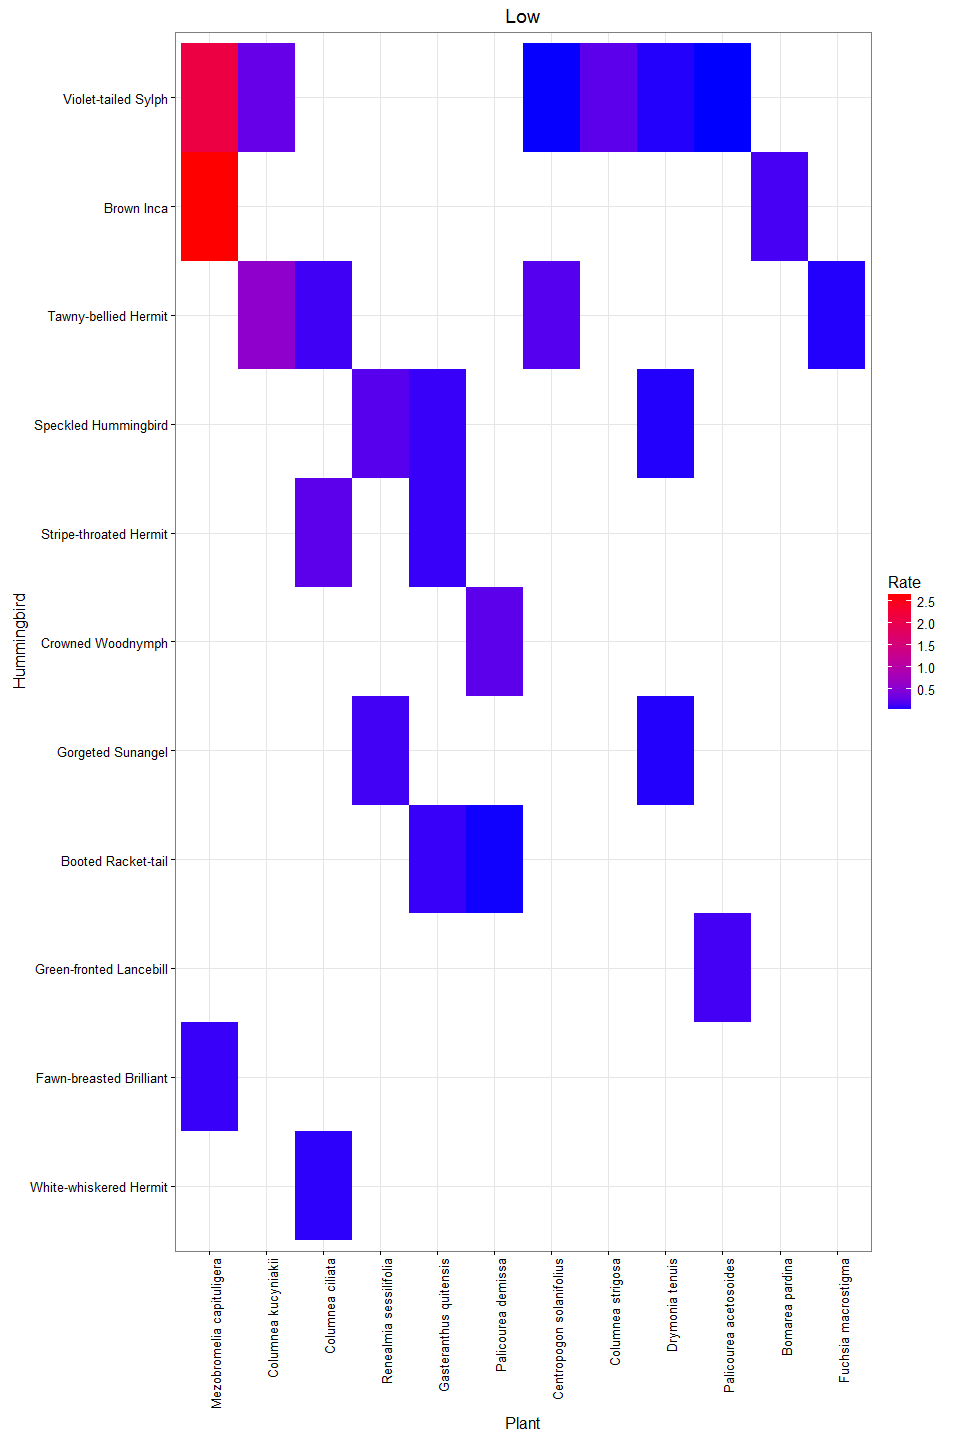 Low
Violet-tailed Sylph
Brown Inca
Tawny-bellied Hermit
Speckled Hummingbird
Stripe-throated Hermit
Crowned Woodnymph
Gorgeted Sunangel
Booted Racket-tail
Green-fronted Lancebill
Fawn-breasted Brilliant
White-whiskered Hermit
Hummingbird
Mezobromelia capituligera
Columnea kucyniakii
Columnea ciliata
Renealmia sessilifolia
Gasteranthus quitensis
Palicourea demissa
Centropogon solanifolius
Columnea strigosa
Drymonia tenuis
Palicourea acetosoides
Bomarea pardina
Fuchsia macrostigma
Plant
Rate
2.5
2.0
1.5
1.0
0.5